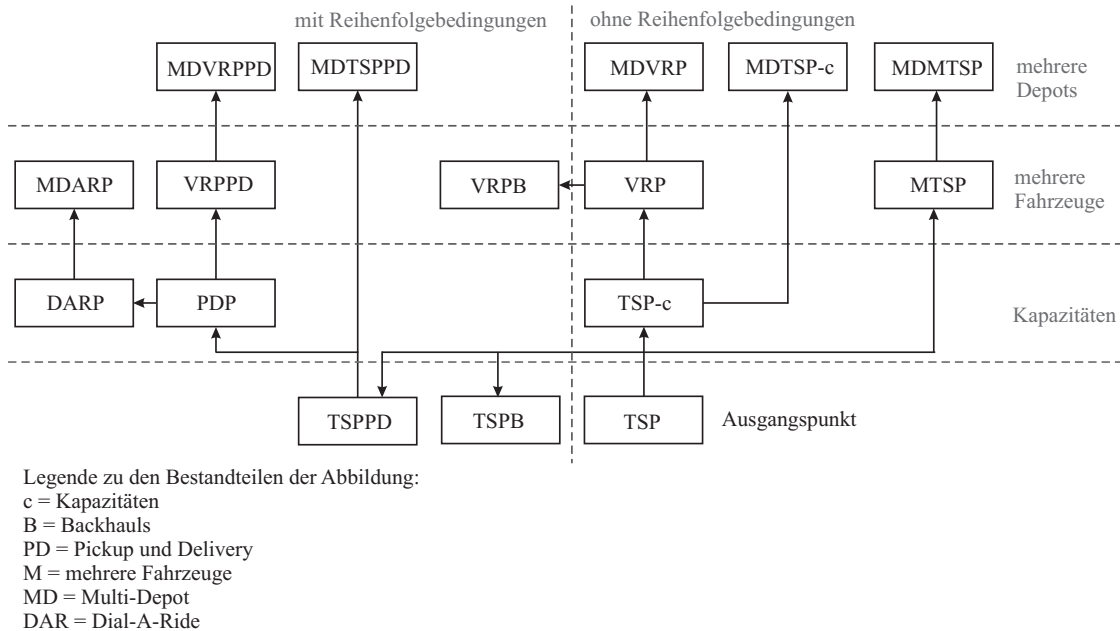 mit Reihenfolgebedingungen
ohne Reihenfolgebedingungen
MDVRPPD
MDTSPPD
MDVRP
MDTSP-c
MDMTSP
mehrere
Depots
MDARP
VRPPD
VRPB
VRP
MTSP
mehrere
Fahrzeuge
DARP
PDP
TSP-c
Kapazitäten
TSPPD
TSPB
TSP
Ausgangspunkt
Legende zu den Bestandteilen der Abbildung:
c = Kapazitäten
B = Backhauls
PD = Pickup und Delivery
M = mehrere Fahrzeuge
MD = Multi-Depot
DAR = Dial-A-Ride